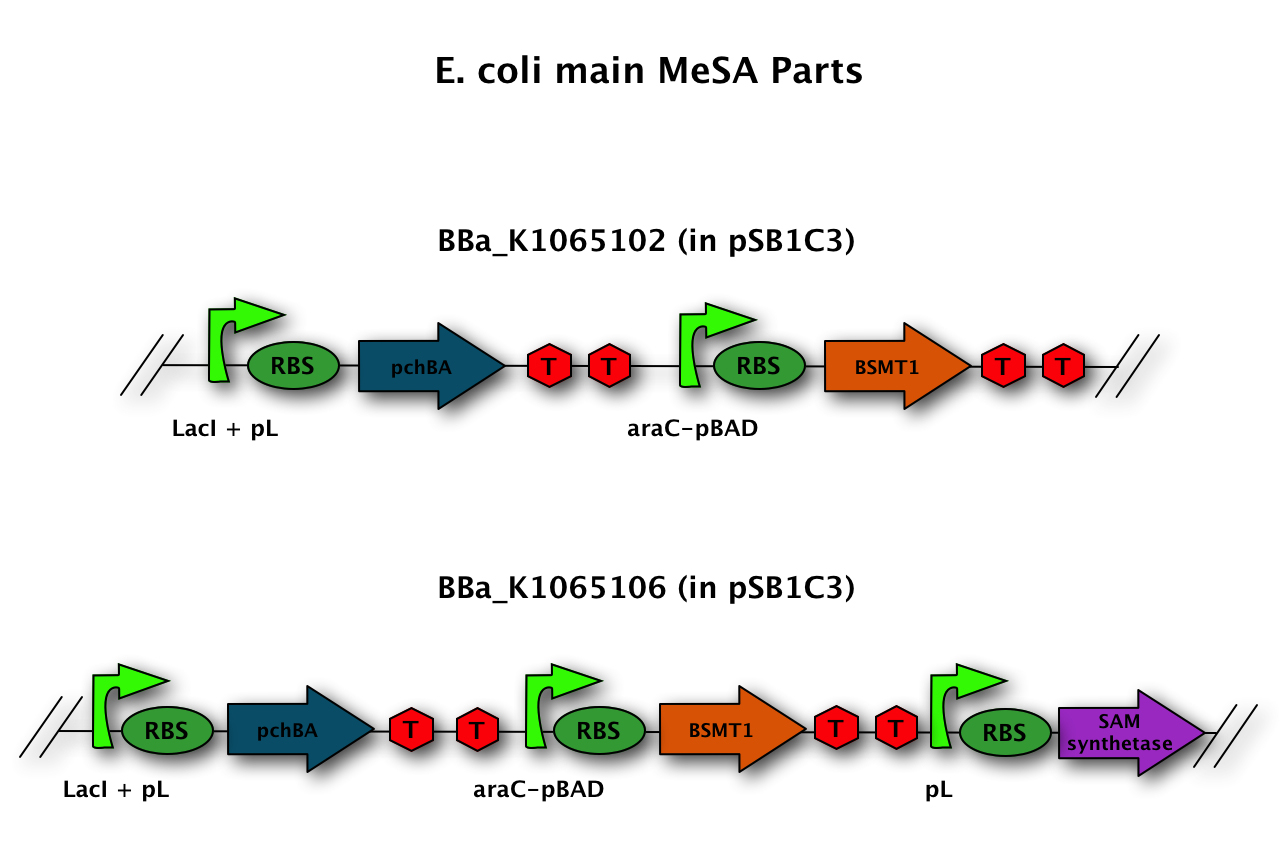 E. coli main MeSA Parts
BBa_K1065102 (in pSB1C3)
RBS pchBA T T RBS BSMT1 T T
LacI + pL araC-pBAD
BBa_K1065106 (in pSB1C3)
RBS pchBA T T RBS BSMT1 T T RBS SAM
synthetase
LacI + pL araC-pBAD pL